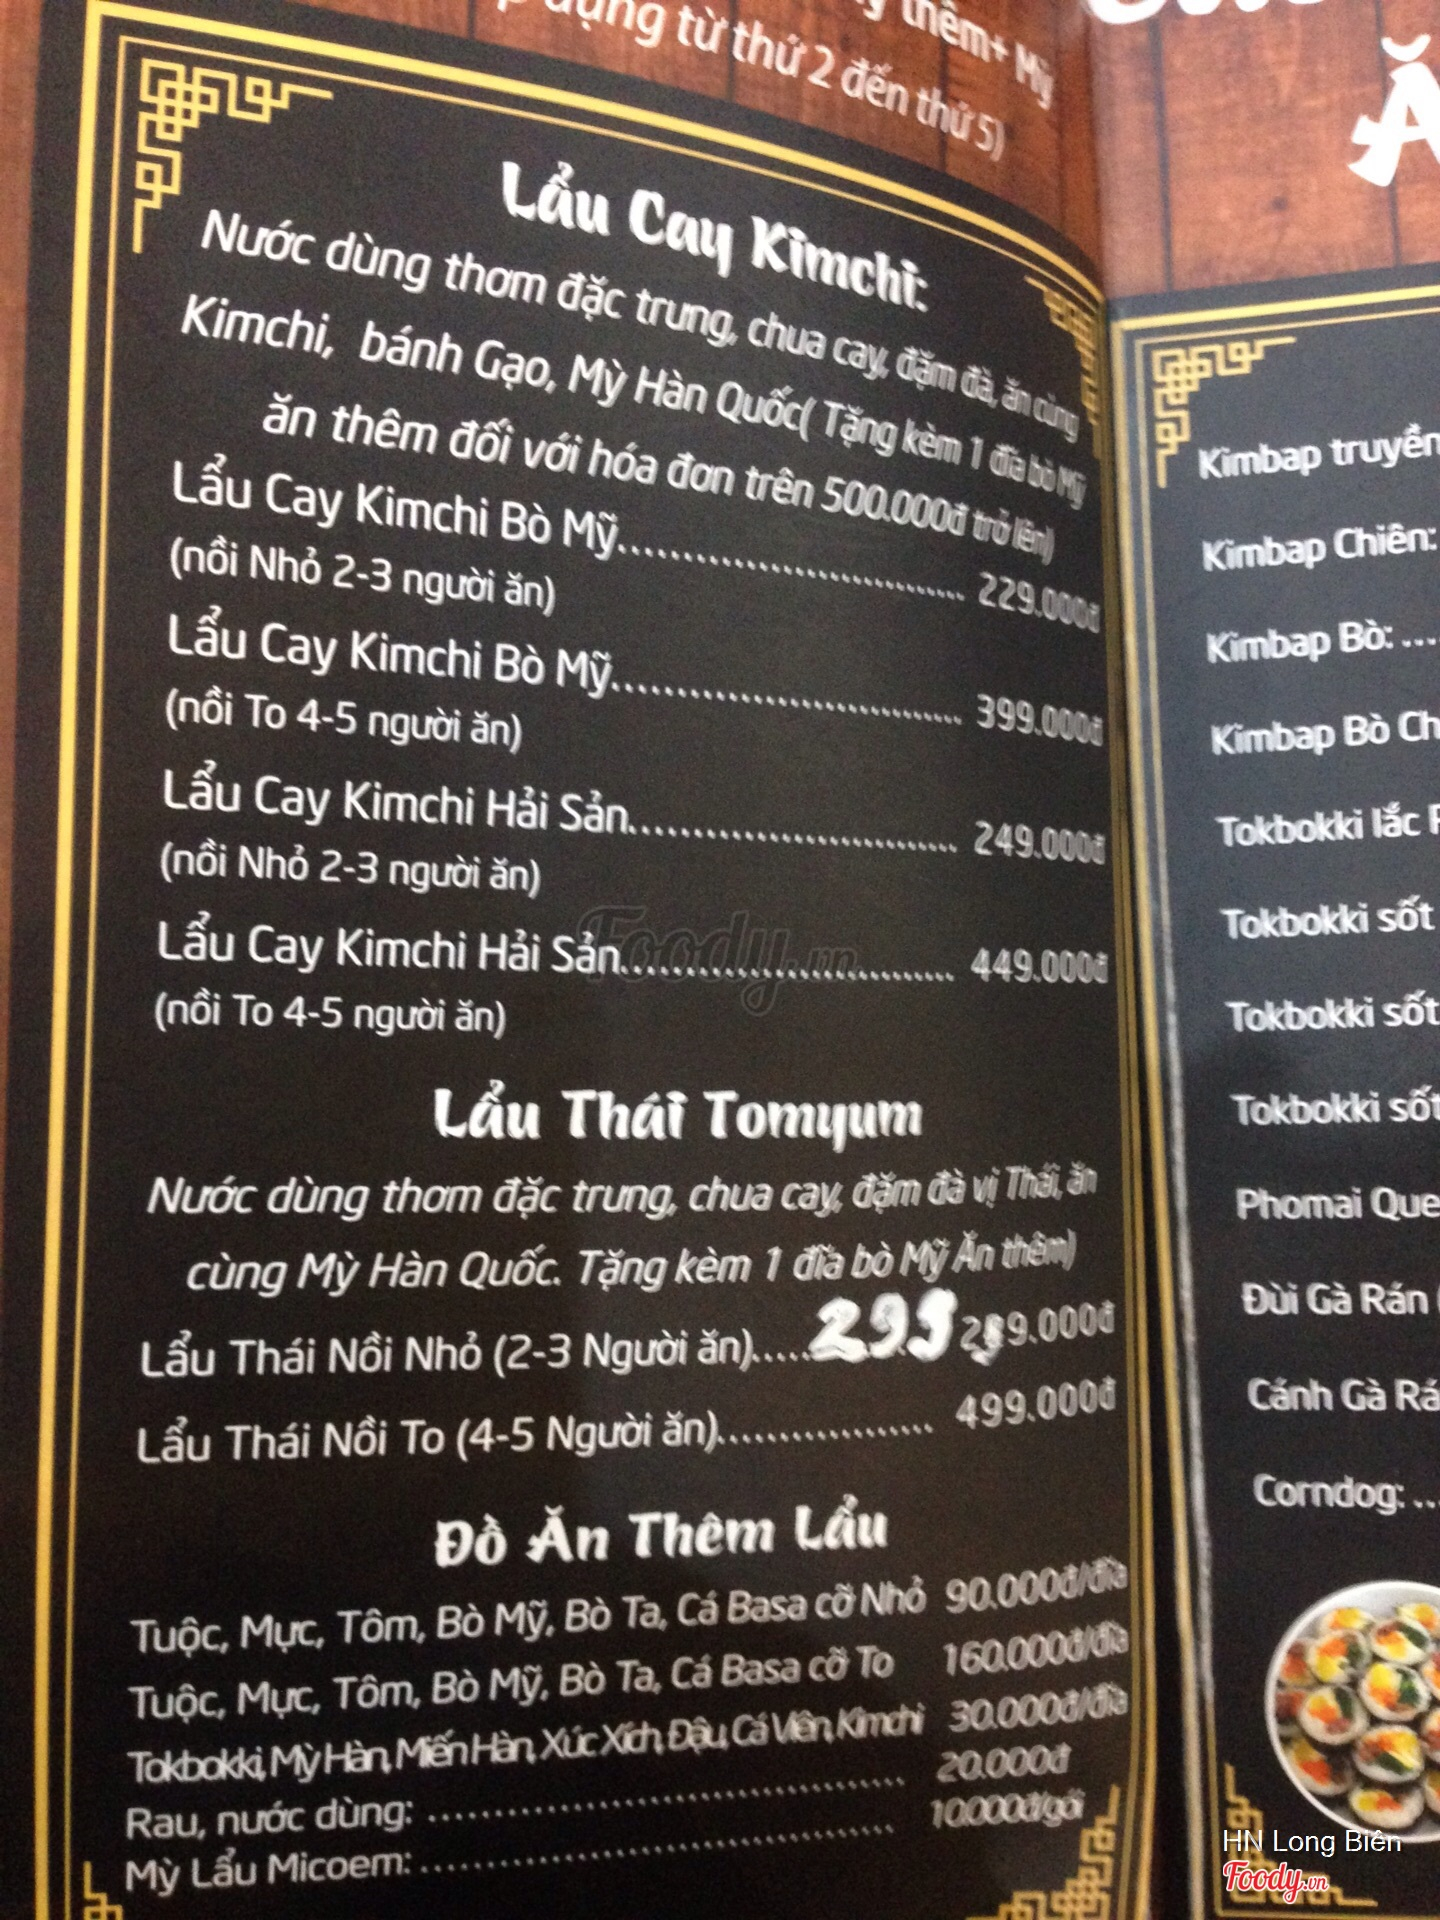 dụng từ thứ 2 đến thứ 5)
thêm+ Mỳ
Lẩu Cay Kimchi:
Nước dùng thơm đặc trưng, chua cay, đặm đà, ăn cùng
Kimchi, bánh Gạo, Mỳ Hàn Quốc( Tặng kèm 1 đĩa bò Mỹ
ăn thêm đối với hóa đơn trên 500.000đ trở lên)
Lẩu Cay Kimchi Bò Mỹ.................................. 229.000đ
(nồi Nhỏ 2-3 người ăn)
Lẩu Cay Kimchi Bò Mỹ.................................. 399.000đ
(nồi To 4-5 người ăn)
Lẩu Cay Kimchi Hải Sản................................ 249.000đ
(nồi Nhỏ 2-3 người ăn)
Lẩu Cay Kimchi Hải Sản................................ 449.000đ
(nồi To 4-5 người ăn)
Lẩu Thái Tomyum
Nước dùng thơm đặc trưng, chua cay, đặm đà vị Thái, ăn
cùng Mỳ Hàn Quốc. Tặng kèm 1 đĩa bò Mỹ Ăn thêm)
Lẩu Thái Nồi Nhỏ (2-3 Người ăn)..... 299
Lẩu Thái Nồi To (4-5 Người ăn)................. 499.000đ
Đồ Ăn Thêm Lẩu
Tuộc, Mực, Tôm, Bò Mỹ, Bò Ta, Cá Basa cỡ Nhỏ 90.000đ/đĩa
Tuộc, Mực, Tôm, Bò Mỹ, Bò Ta, Cá Basa cỡ To 160.000đ/đĩa
Tokbokki, Mỳ Hàn, Miến Hàn, Xúc Xích, Đậu, Cá Viên, Kimchi 30.000đ/đĩa
Rau, nước dùng: .................................... 20.000đ
Mỳ Lẩu Micoem: .................................... 10.000đ/gói
Kimbap truyền
Kimbap Chiên:
Kimbap Bò: ....
Kimbap Bò Ch
Tokbokki lắc
Tokbokki sốt
Tokbokki sốt
Tokbokki sốt
Phomai Que
Đùi Gà Rán
Cánh Gà Rá
Corndog: ...
Foody.vn
HN Long Biên
Foody.vn